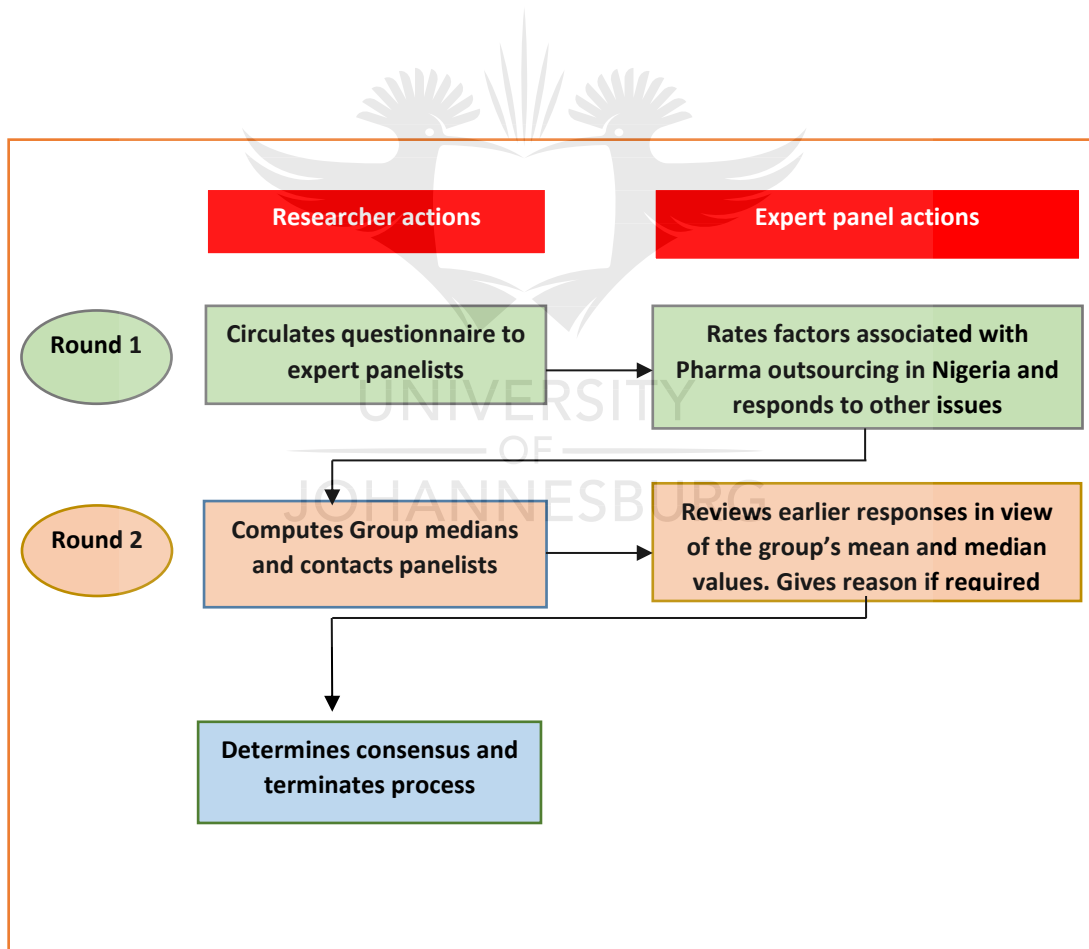 Researcher actions
Expert panel actions
Round 1
Circulates questionnaire to
expert panelists
Rates factors associated with
Pharma outsourcing in Nigeria and
responds to other issues
UNIVERSITY
OF
JOHANNESBURG
Round 2
Computes Group medians
and contacts panelists
Reviews earlier responses in view
of the group’s mean and median
values. Gives reason if required
Determines consensus and
terminates process